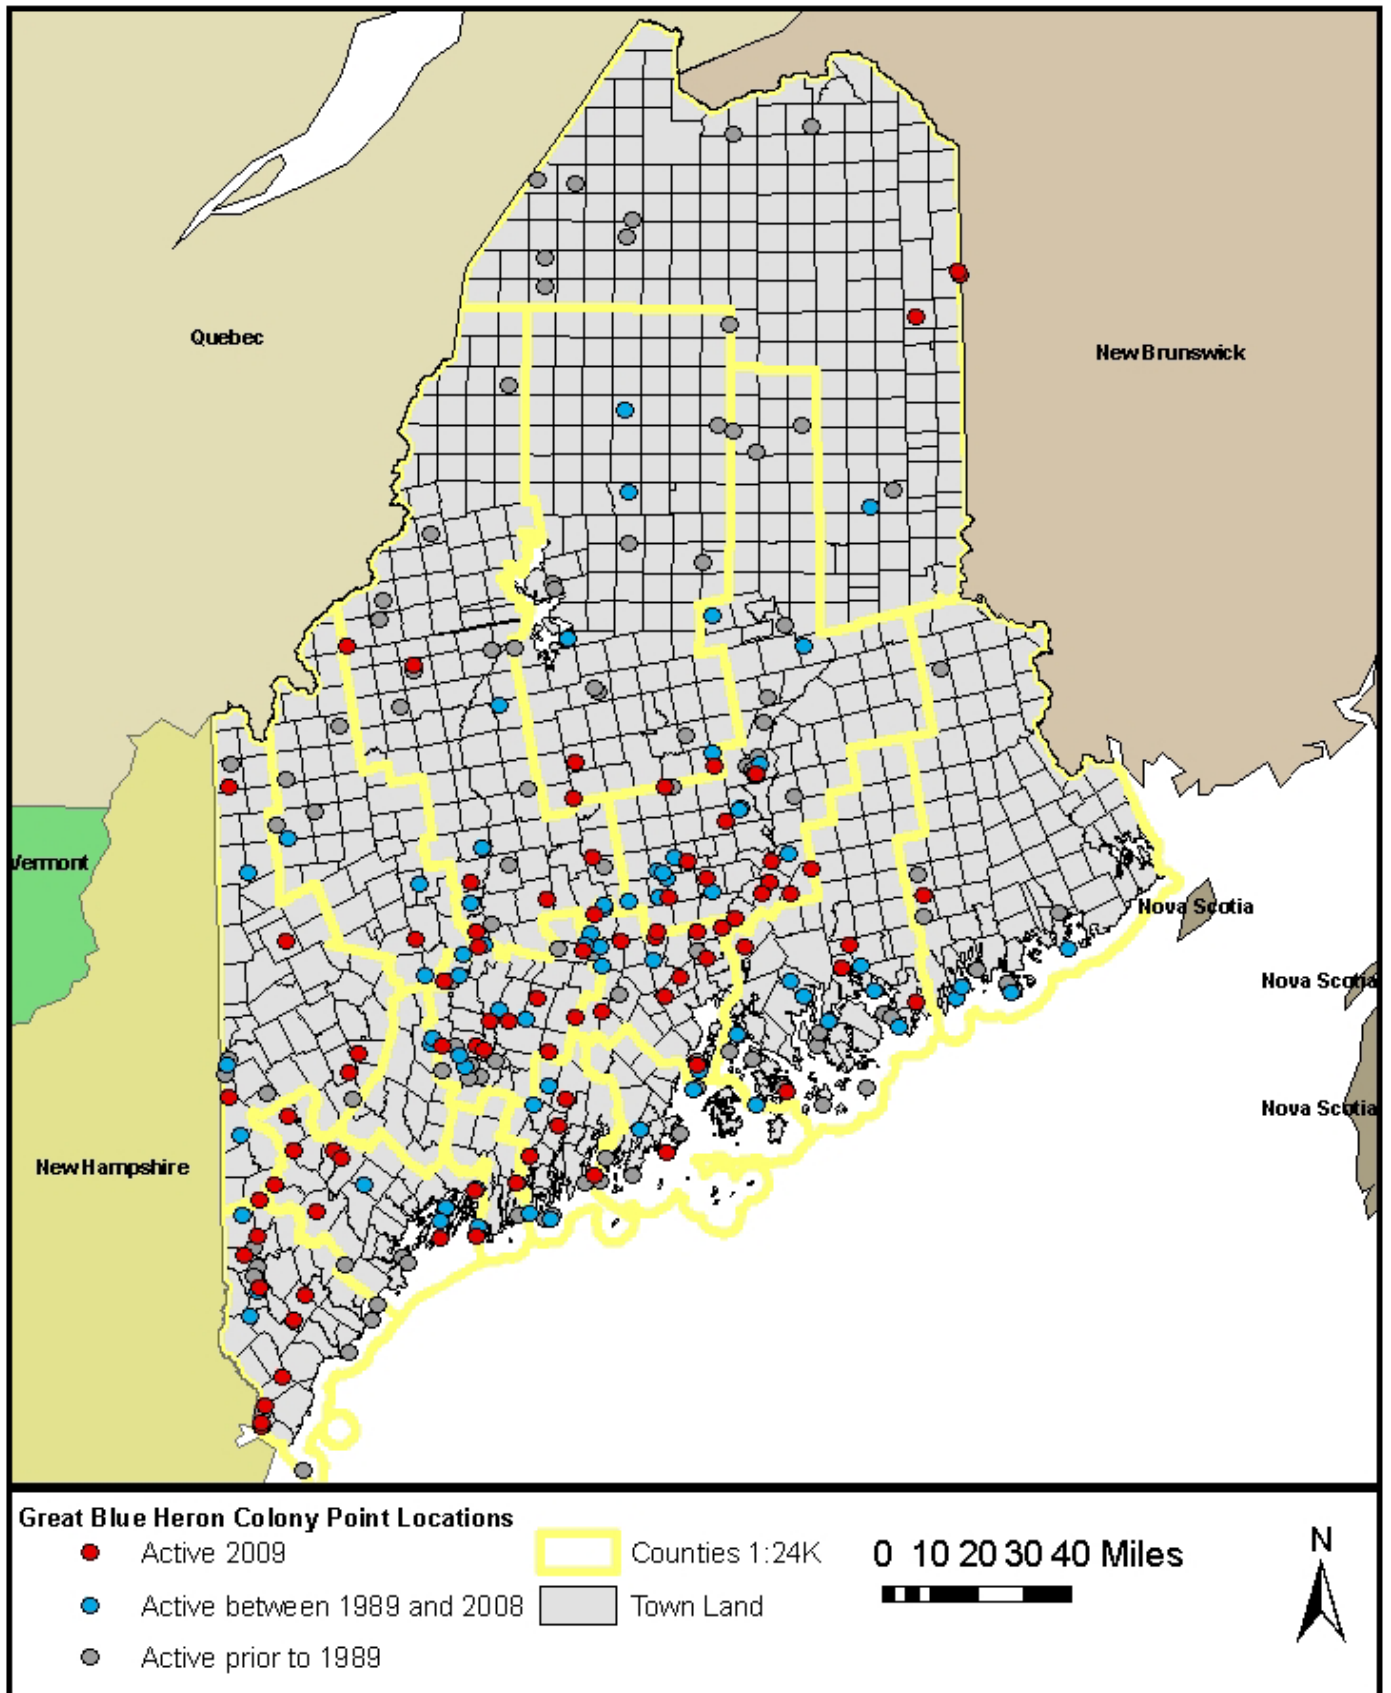 Quebec
New Brunswick
Vermont
Nova Scotia
Nova Scotia
Nova Scotia
New Hampshire
Great Blue Heron Colony Point Locations
Active 2009
Active between 1989 and 2008
Active prior to 1989
Counties 1:24K
Town Land
0 10 20 30 40 Miles
N